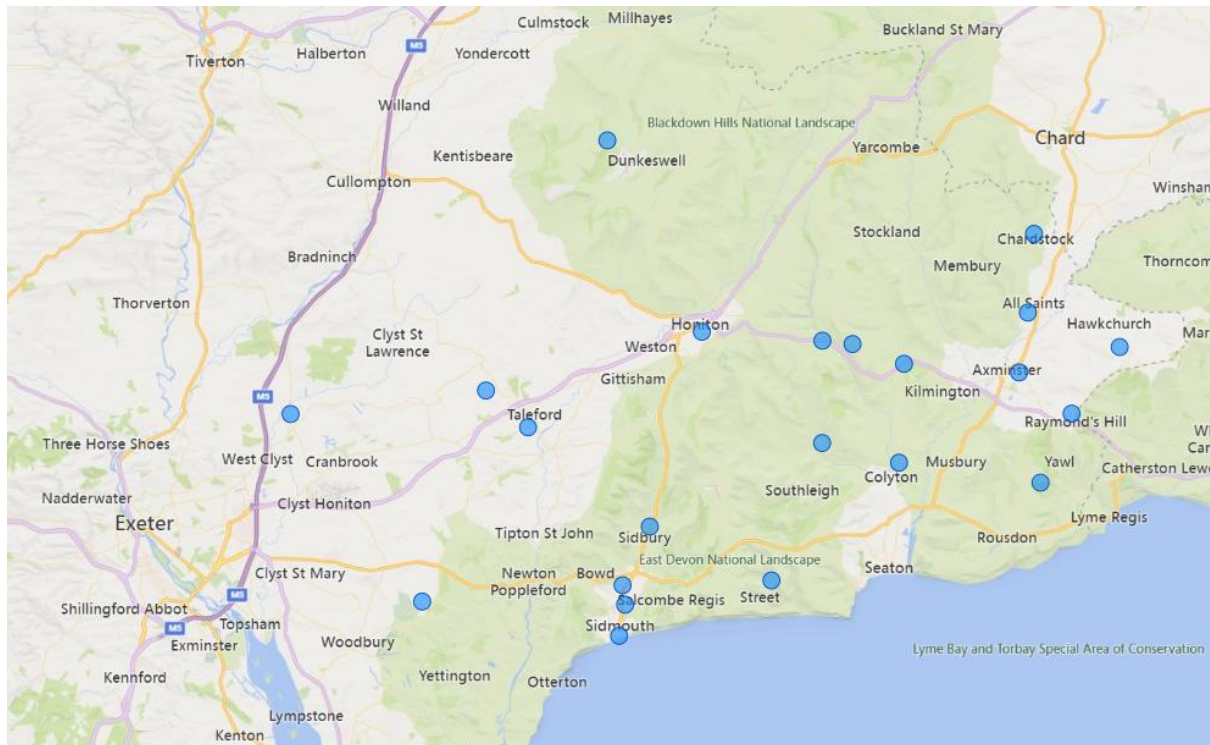 Culmstock
Millhayes
Buckland St Mary
M5
Halberton
Yondercott
Tiverton
Willand
Blackdown Hills National Landscape
Chard
Kentisbeare
Dunkeswell
Yarcombe
Cullompton
Winsham
Stockland
Chardstock
Bradninch
Membury
Thorncom
Thorverton
All Saints
Hawkchurch
Clyst St
Lawrence
Honiton
Mar
Weston
Gittisham
Axminster
Kilmington
M5
Taleford
Raymond's Hill
Three Horse Shoes
West Clyst
Cranbrook
Musbury
Yawl
Catherston Lew
Colyton
Nadderwater
Southleigh
Clyst Honiton
Lyme Regis
Exeter
Tipton St John
Sidbury
Rousdon
East Devon National Landscape
Clyst St Mary
Newton
Poppleford
Bowd
Seaton
M5
Salcombe Regis
Street
Shillingford Abbot
Topsham
Sidmouth
M5
Exminster
Woodbury
Lyme Bay and Torbay Special Area of Conservation
Kennford
Yettington
Otterton
Lympstone
Kenton